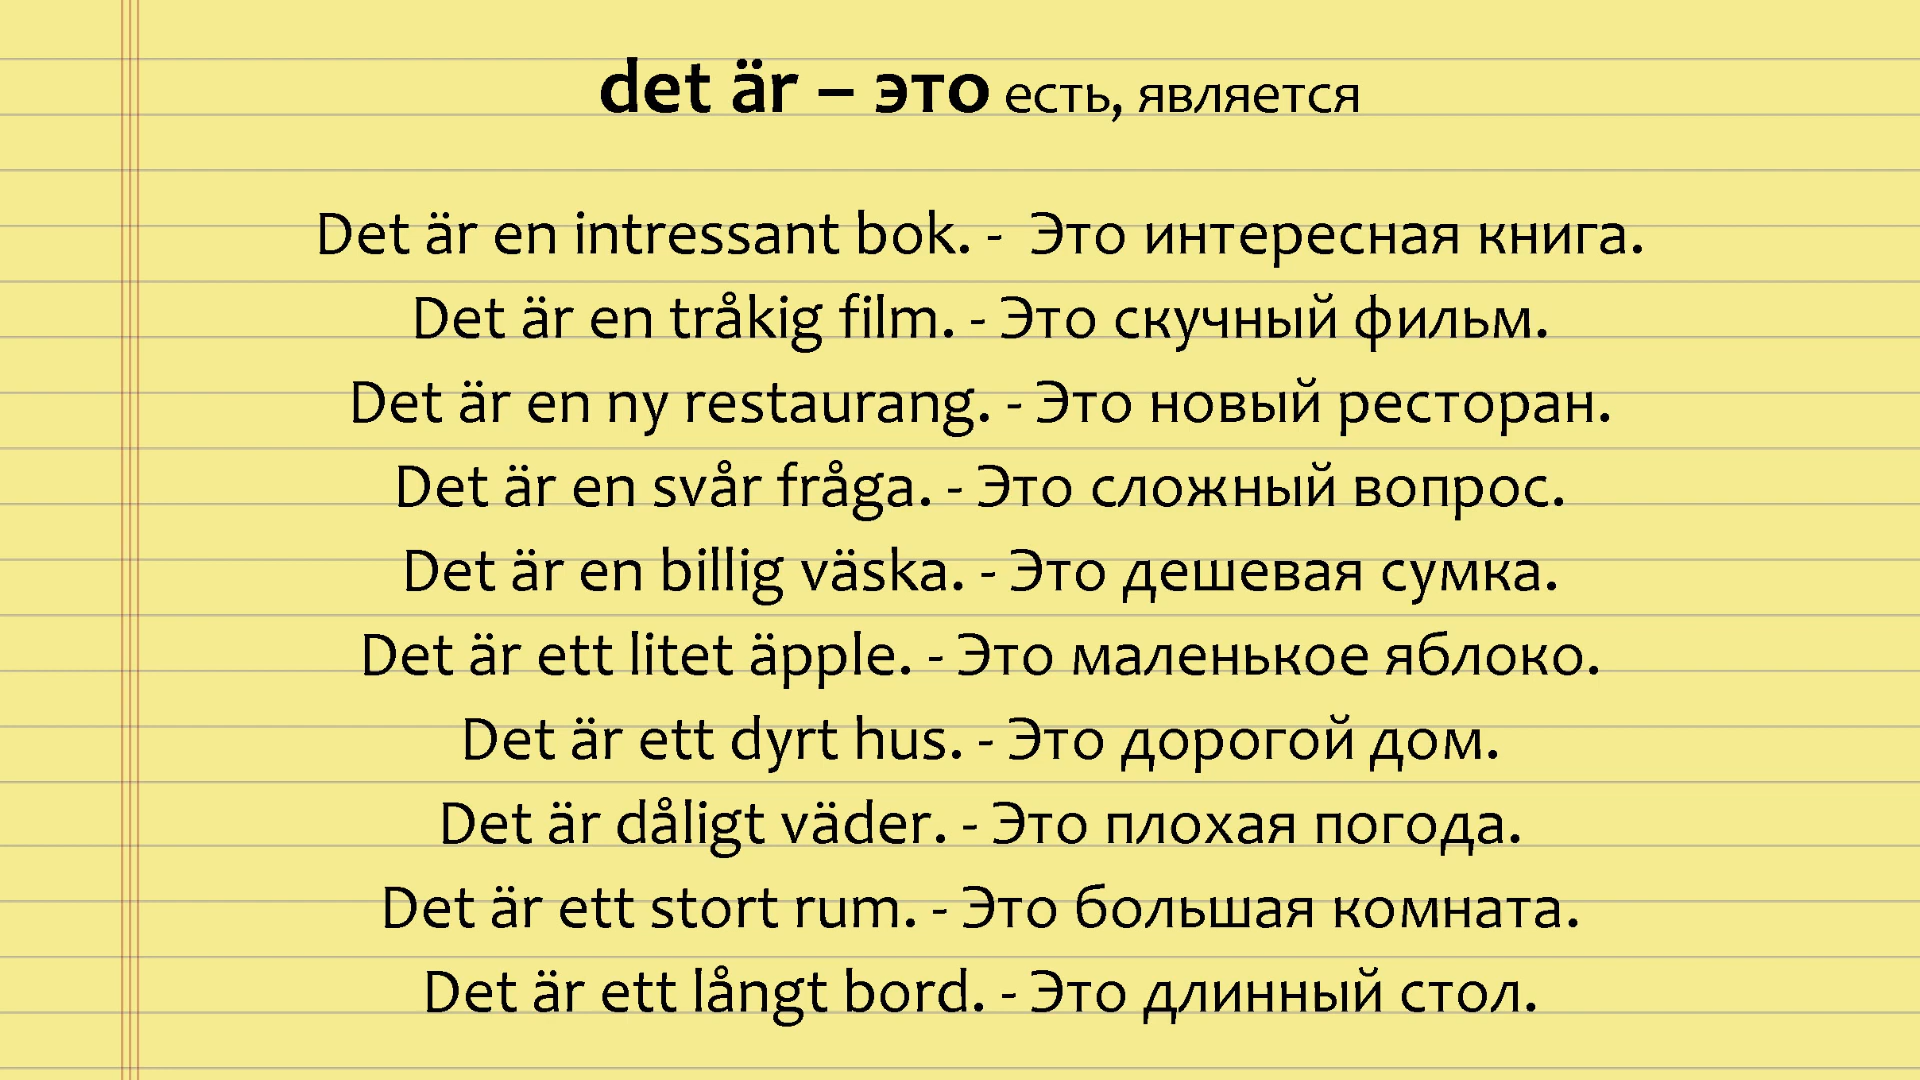 det är – это есть, является
Det är en intressant bok. - Это интересная книга.
Det är en tråkig film. - Это скучный фильм.
Det är en ny restaurang. - Это новый ресторан.
Det är en svår fråga. - Это сложный вопрос.
Det är en billig väska. - Это дешевая сумка.
Det är ett litet äpple. - Это маленькое яблоко.
Det är ett dyrt hus. - Это дорогой дом.
Det är dåligt väder. - Это плохая погода.
Det är ett stort rum. - Это большая комната.
Det är ett långt bord. - Это длинный стол.